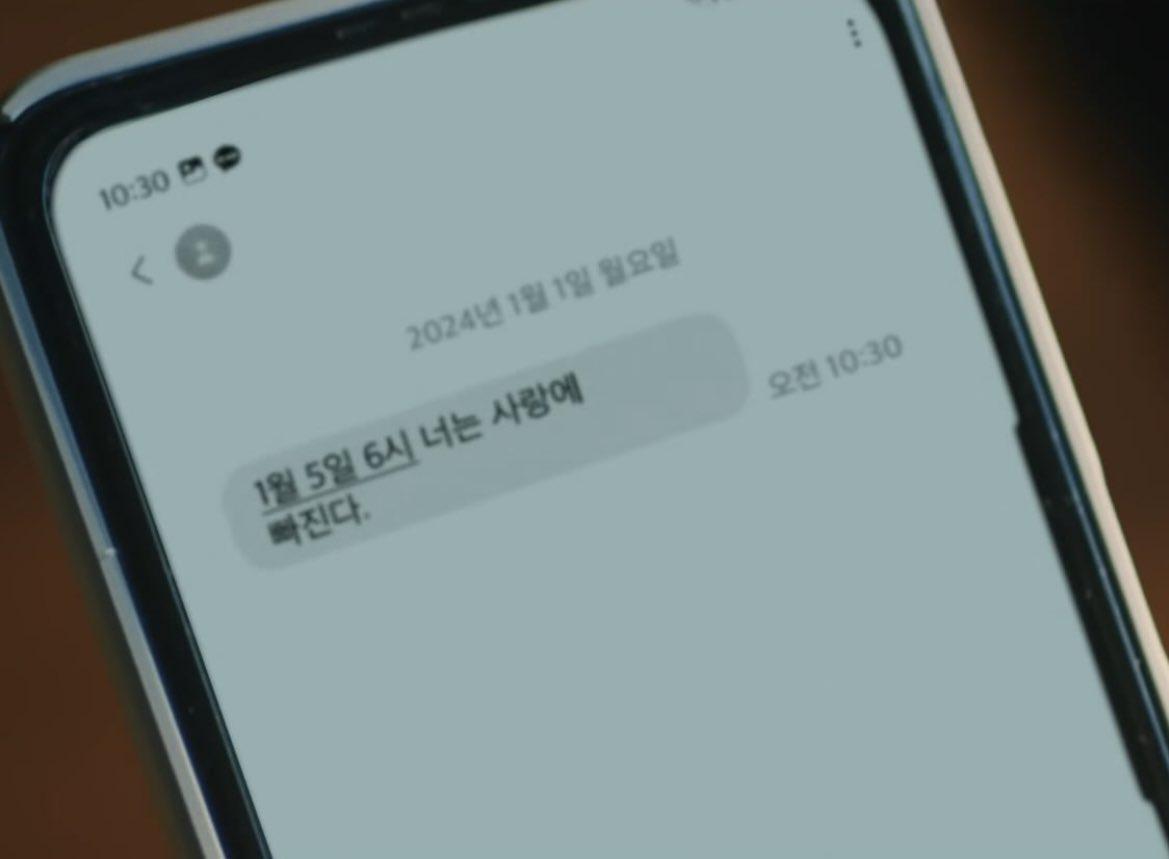 10:30
2024년 1월 1일 월요일
1월 5일 6시 너는 사랑에
빠진다.
오전 10:30